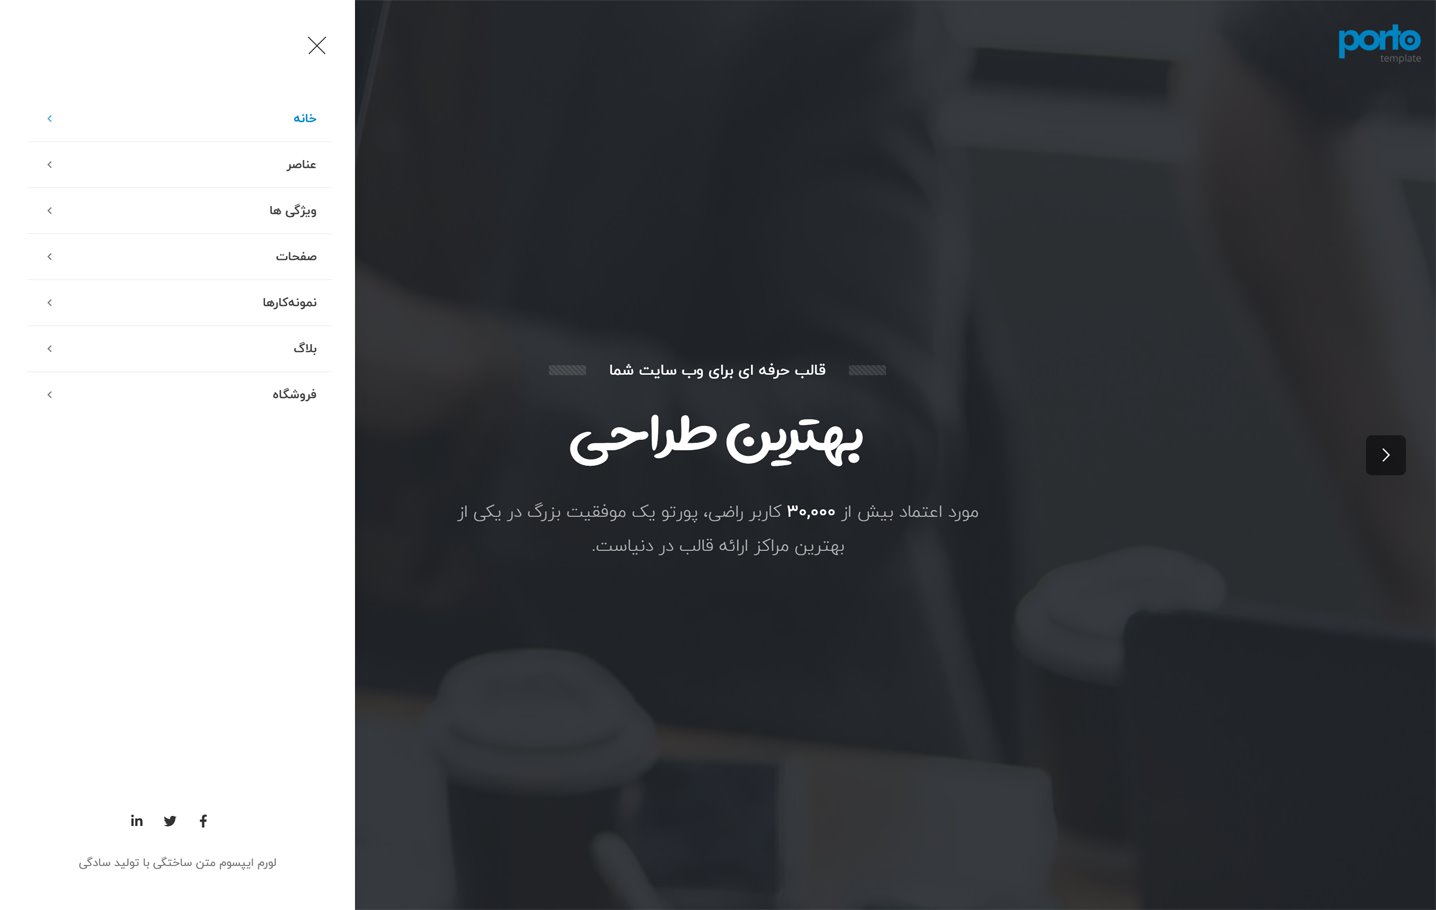 porto
template
خانه
عناصر
ویژگی ها
صفحات
نمونه‌کارها
بلاگ
فروشگاه
قالب حرفه ای برای وب سایت شما
بهترین طراحی
مورد اعتماد بیش از ۳۰,۰۰۰ کاربر راضی، پورتو یک موفقیت بزرگ در یکی از
بهترین مراکز ارائه قالب در دنیاست.
لورم ایپسوم متن ساختگی با تولید سادگی